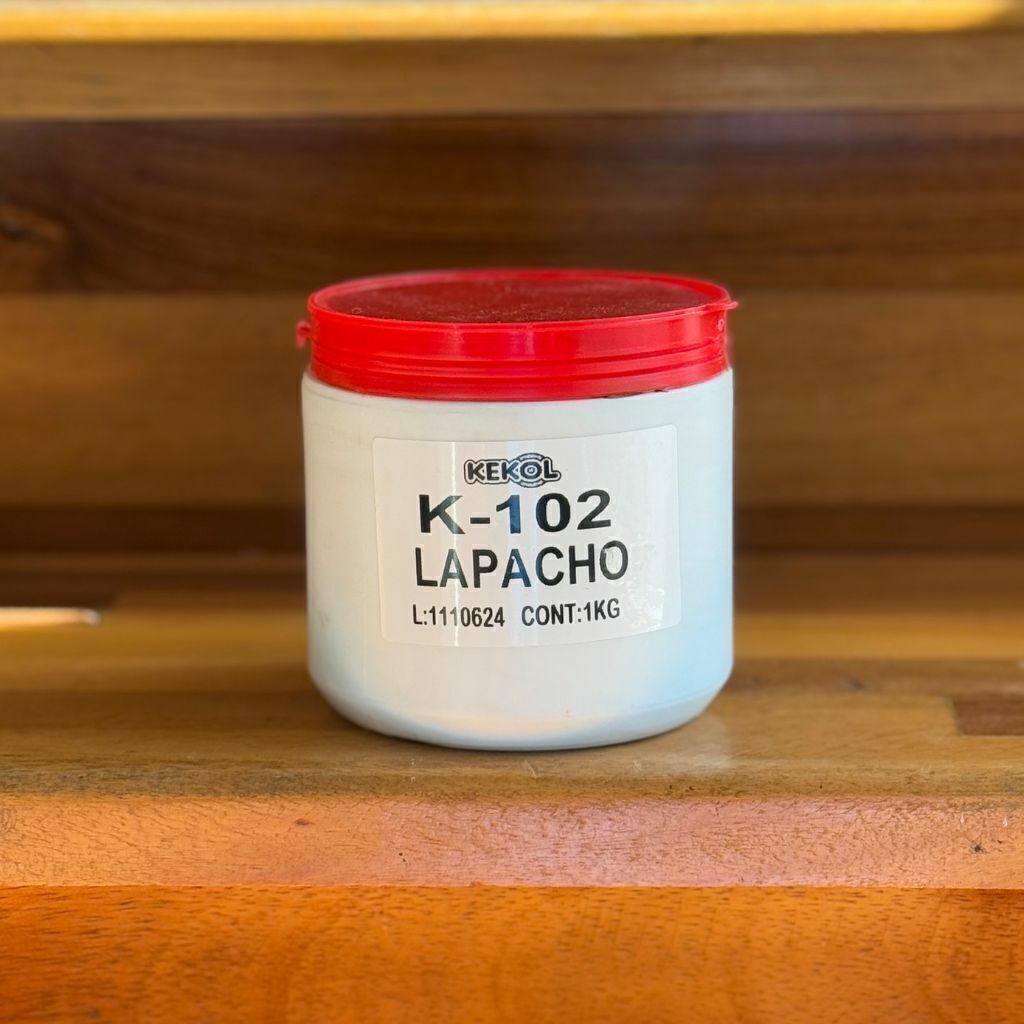 KEKOL
K-102
LAPACHO
L:1110624 CONT:1KG